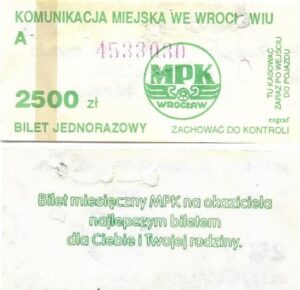 KOMUNIKACJA MIEJSKA WE WROCŁAWIU
A
4533030
MPK
WROCŁAW
2500 zł
BILET JEDNORAZOWY
ZACHOWAĆ DO KONTROLI
TU KASOWAĆ
ZARAZ PO WEJŚCIU
DO POJAZDU
engraf
Bilet miesięczny MPK na okaziciela
najlepszym biletem
dla Ciebie i Twojej rodziny.